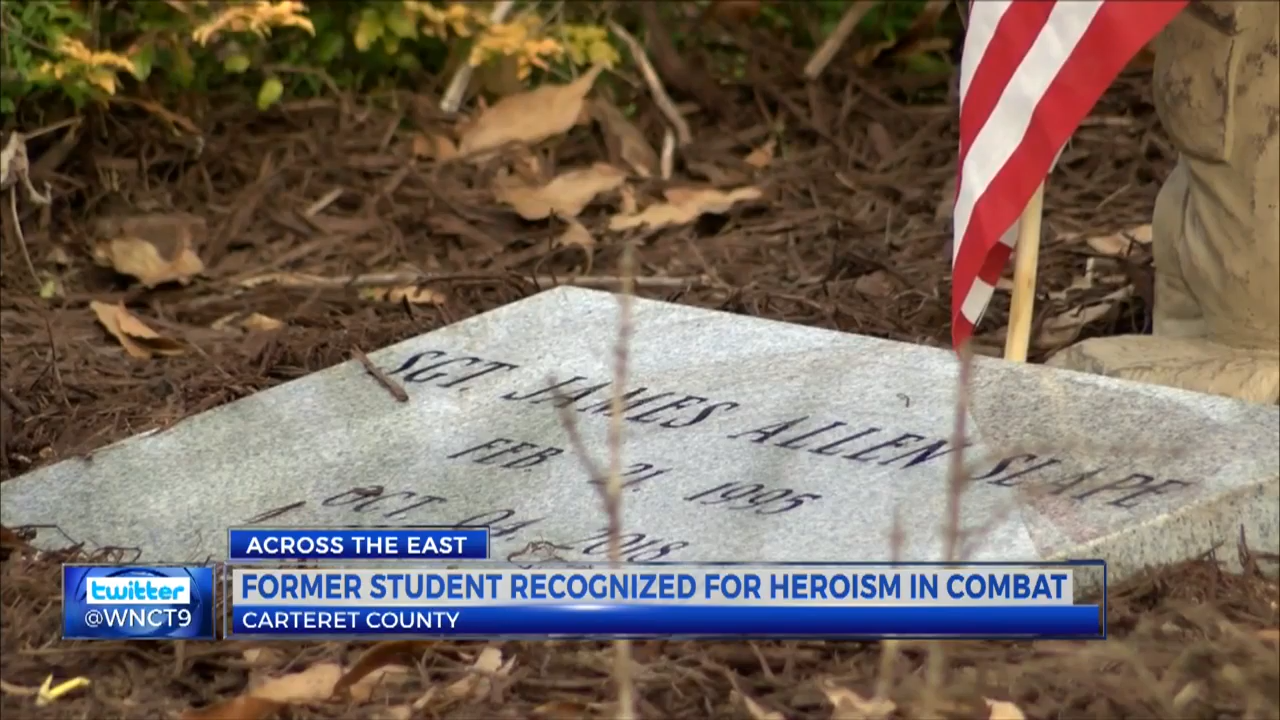 SGT. JAMES ALLEN SLAPE
FEB. 21, 1995
OCT 04, 2018
ACROSS THE EAST
twitter
@WNCT9
FORMER STUDENT RECOGNIZED FOR HEROISM IN COMBAT
CARTERET COUNTY